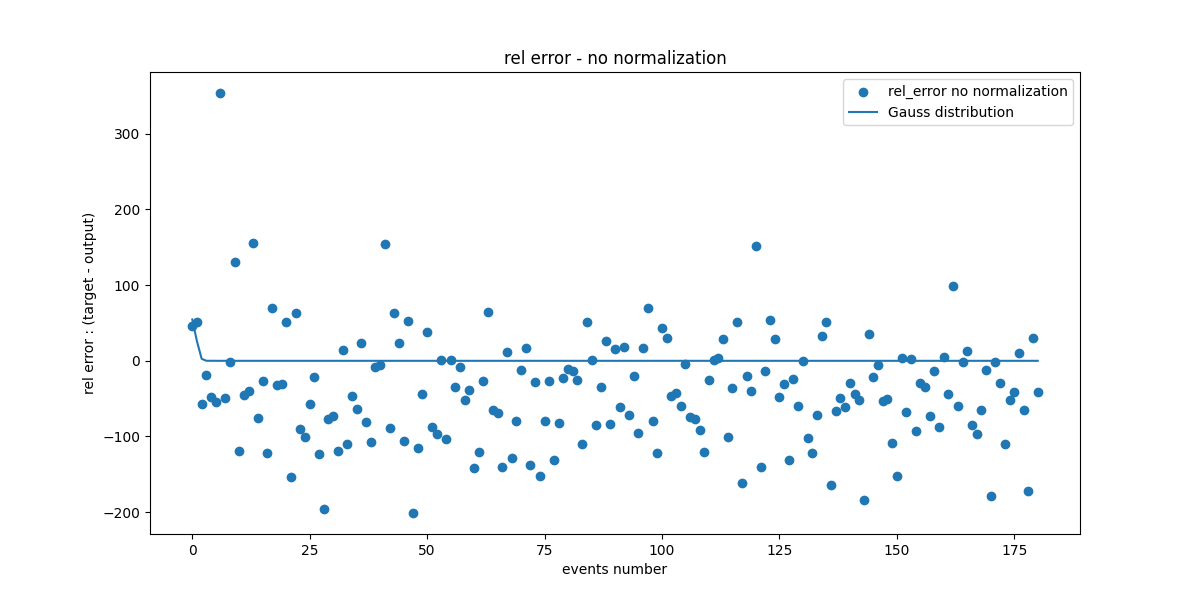 rel error - no normalization
rel_error no normalization
Gauss distribution
rel error : (target - output)
300
200
100
0
−100
−200
0 25 50 75 100 125 150 175
events number